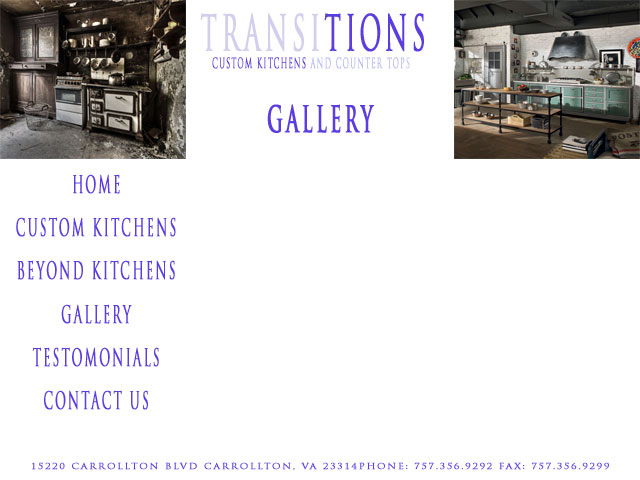 TRANSITIONS
CUSTOM KITCHENS AND COUNTER TOPS
GALLERY
HOME
CUSTOM KITCHENS
BEYOND KITCHENS
GALLERY
TESTOMONIALS
CONTACT US
15220 CARROLLTON BLVD CARROLLTON, VA 23314PHONE: 757.356.9292 FAX: 757.356.9299